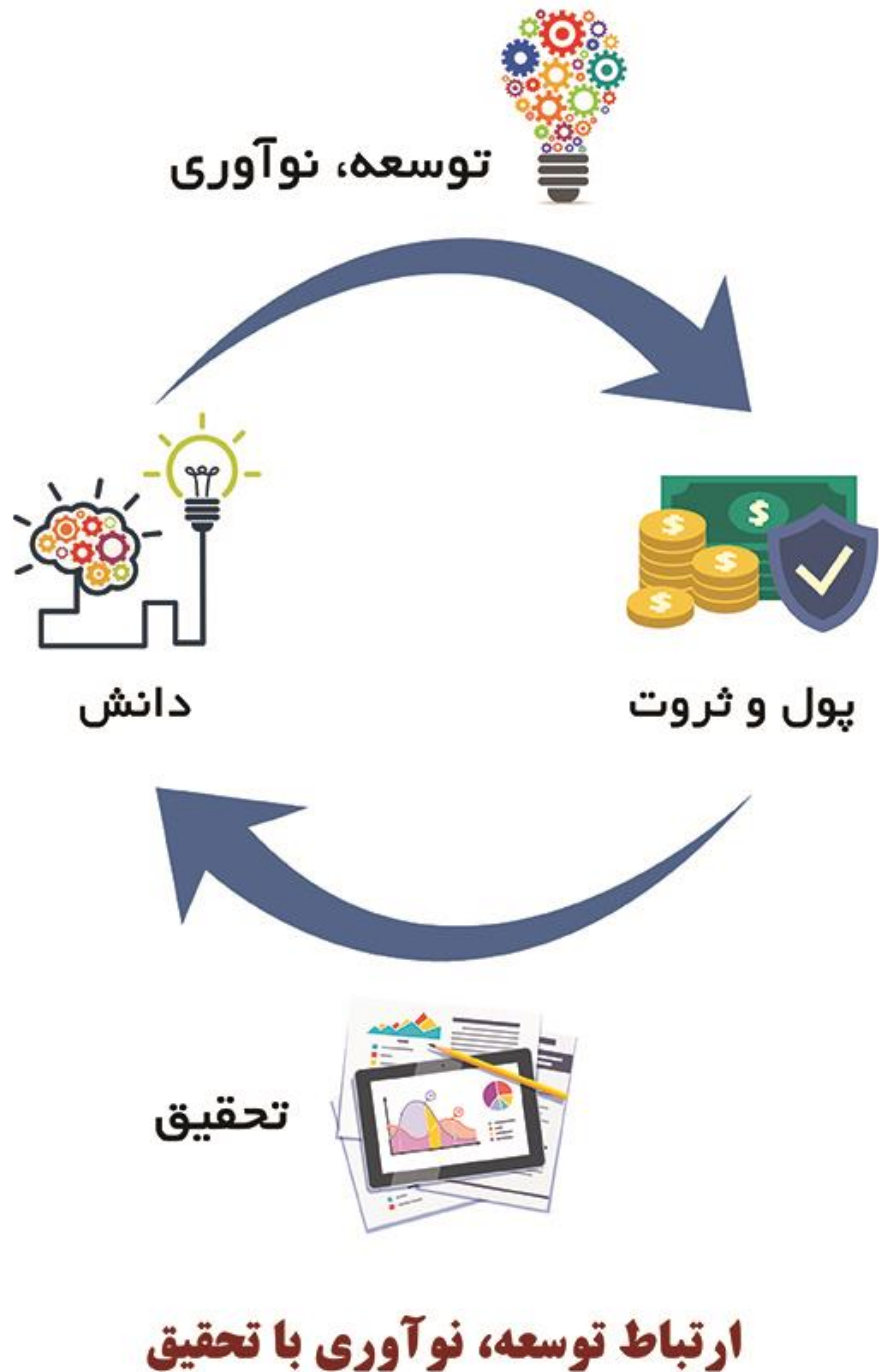 توسعه، نوآوری
پول و ثروت
دانش
تحقیق
ارتباط توسعه، نوآوری با تحقیق